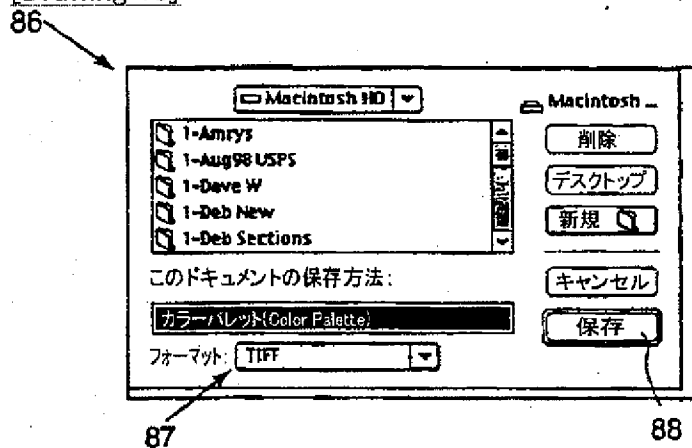 86
Macintosh HD
Macintosh ...
1-Amrys
1-Aug98 USPS
1-Dave W
1-Deb New
1-Deb Sections
削除
デスクトップ
新規
このドキュメントの保存方法:
キャンセル
カラーパレット(Color Palette)
保存
フォーマット: TIFF
87
88